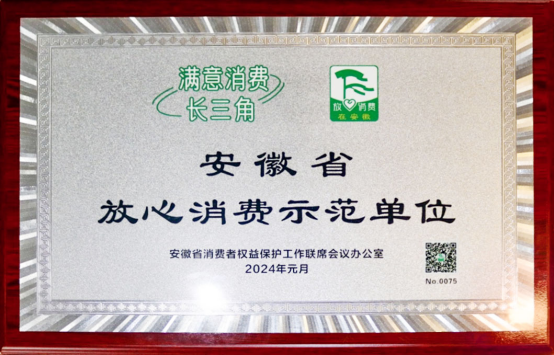 满意消费
长三角
放心消费
在安徽
安徽省
放心消费示范单位
安徽省消费者权益保护工作联席会议办公室
2024年元月
No.0075